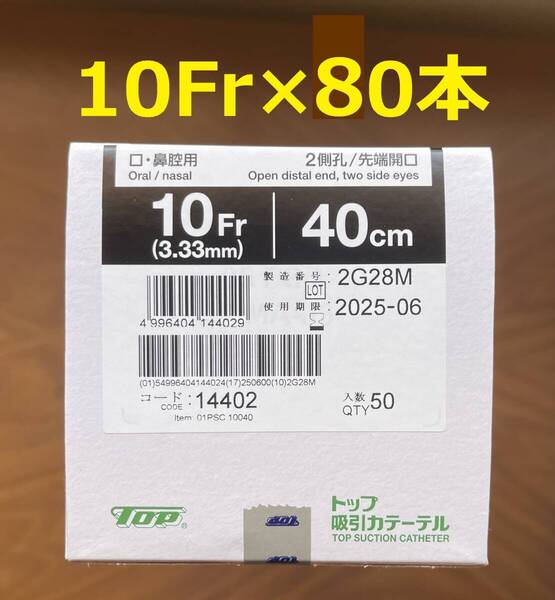 10Fr×80本
口・鼻腔用
Oral / nasal
2側孔/先端開口
Open distal end, two side eyes
10Fr
(3.33mm)
40cm
製造番号
LOT
2G28M
使用期限
2025-06
4 996404 144029
(01)54996404144024(17)250600(10)2G28M
コード:
CODE:
14402
入数
QTY 50
Item: 01PSC 10040
TOP®
トップ
吸引カテーテル
TOP SUCTION CATHETER